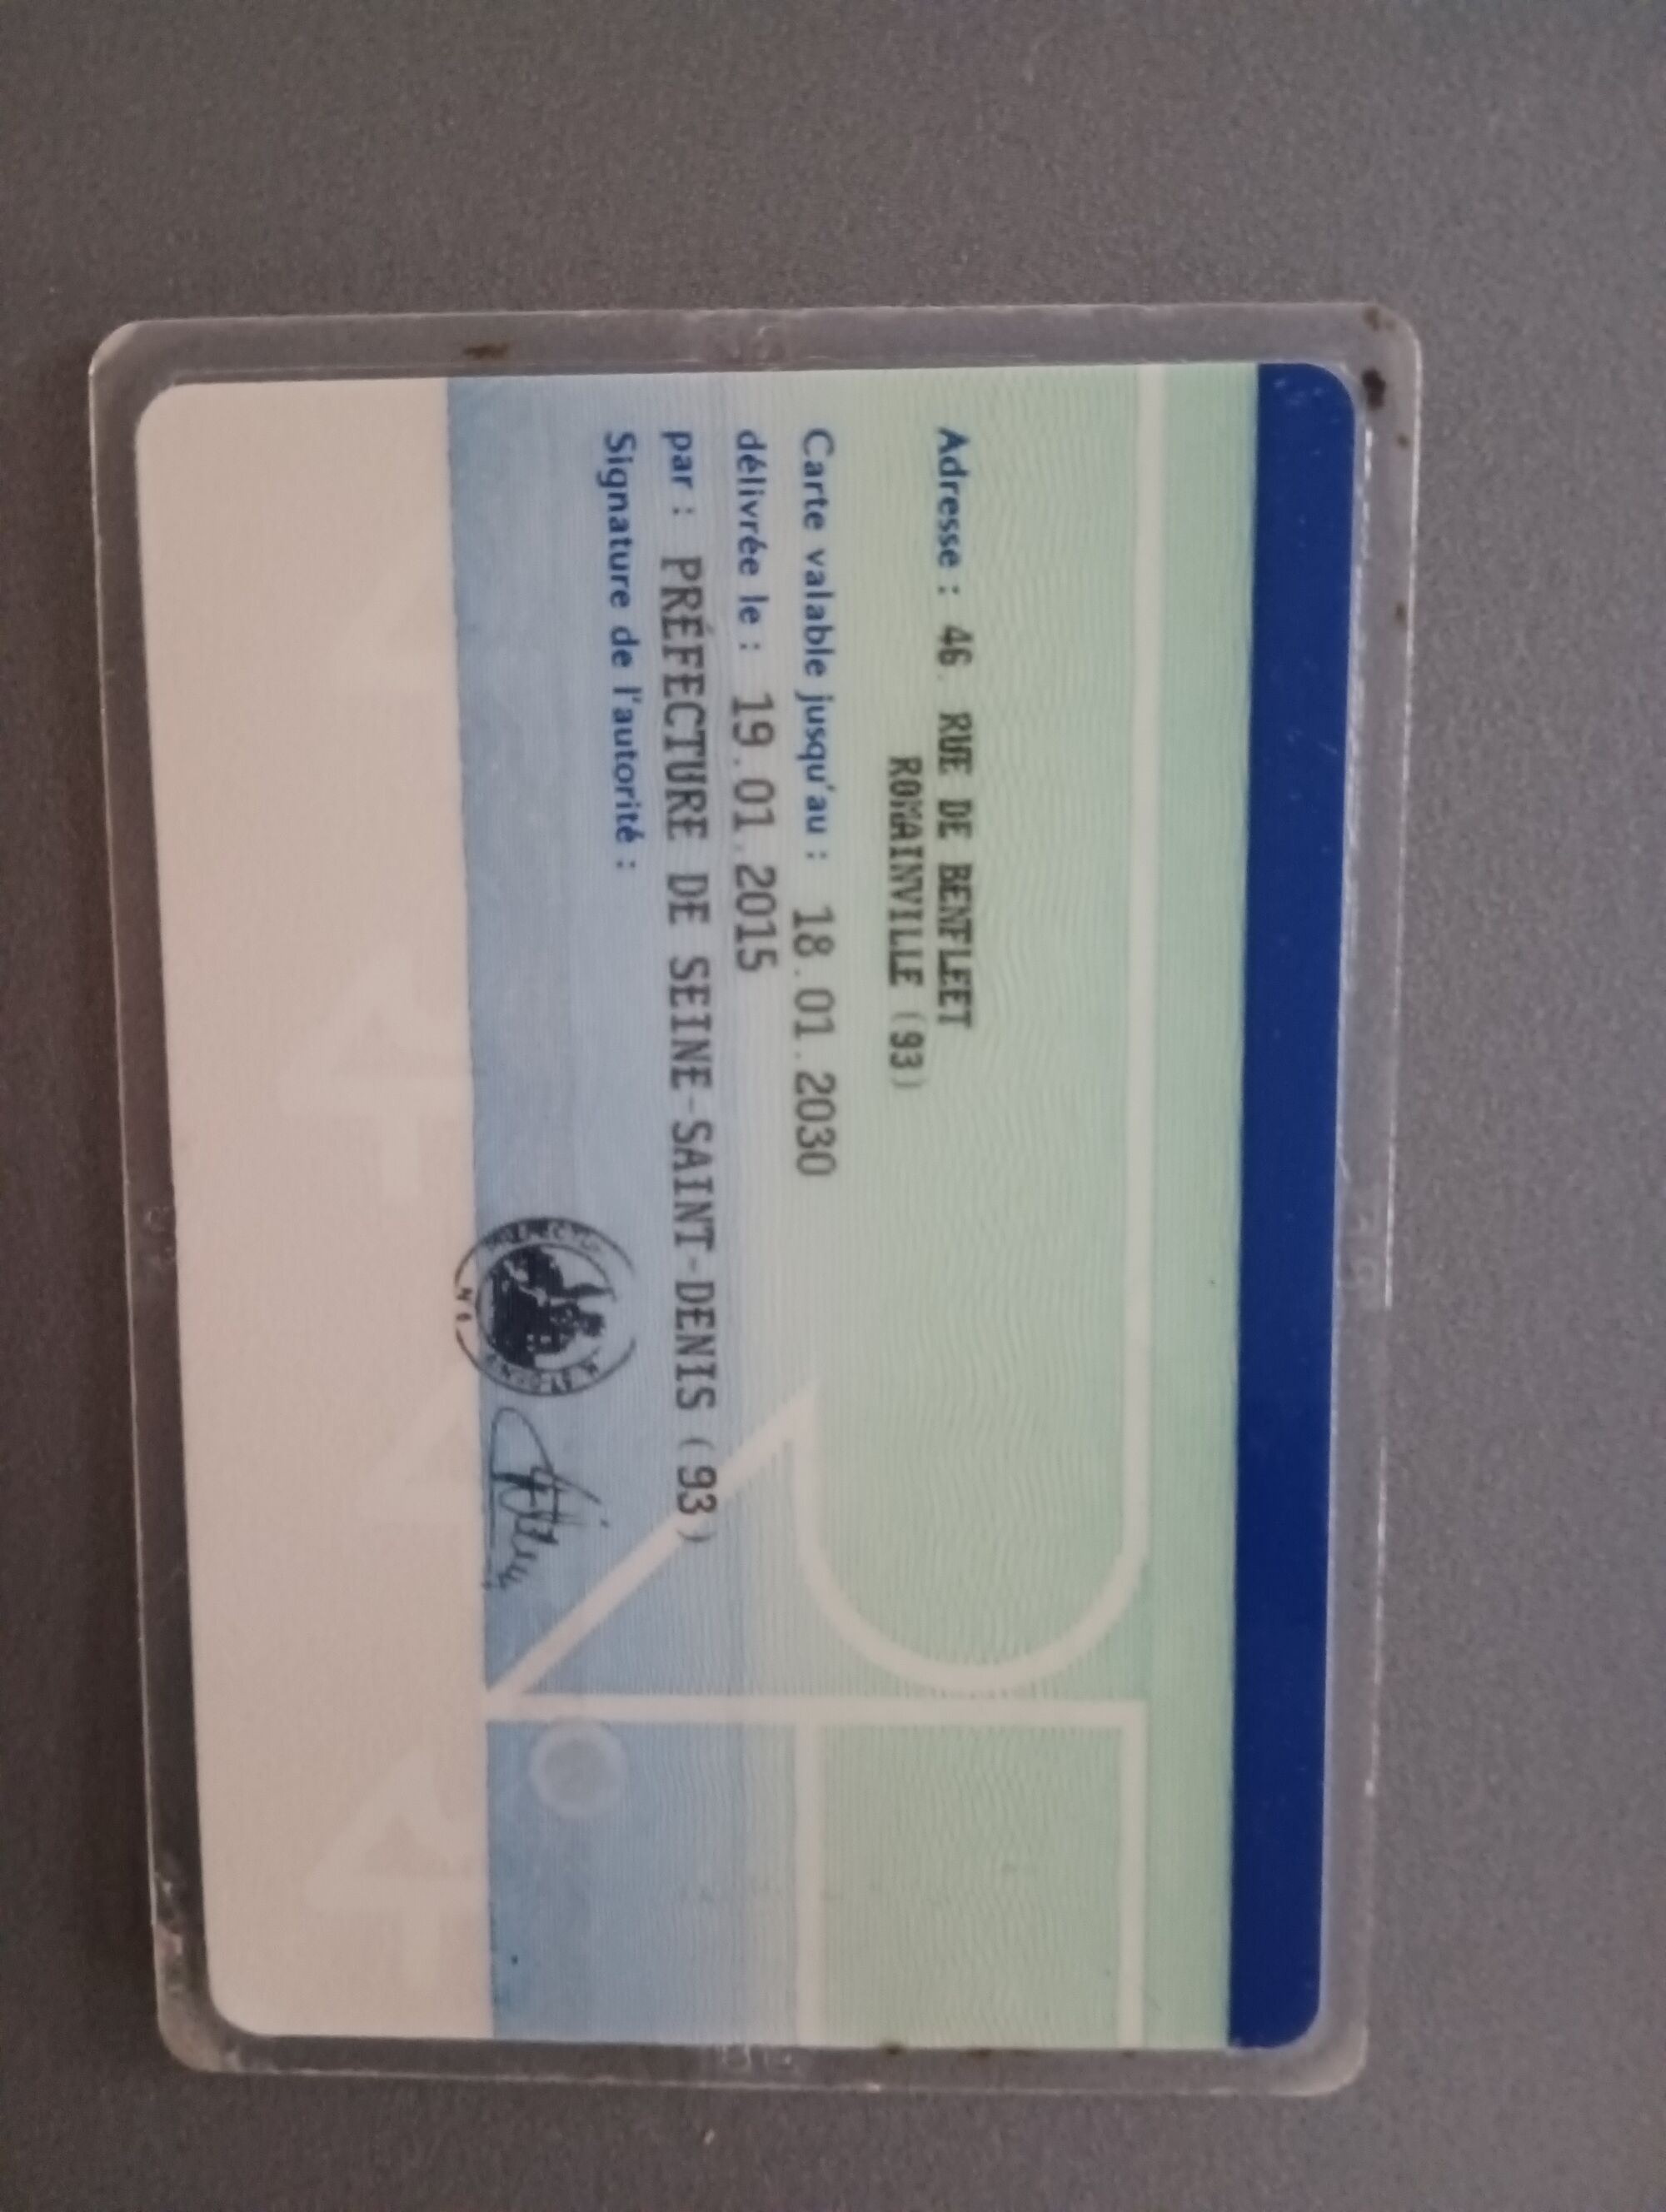 Adresse : 46 RUE DE BENFLEET
ROMAINVILLE (93)
Carte valable jusqu'au : 18.01.2030
délivrée le : 19.01.2015
par : PRÉFECTURE DE SEINE-SAINT-DENIS (93)
Signature de l'autorité :